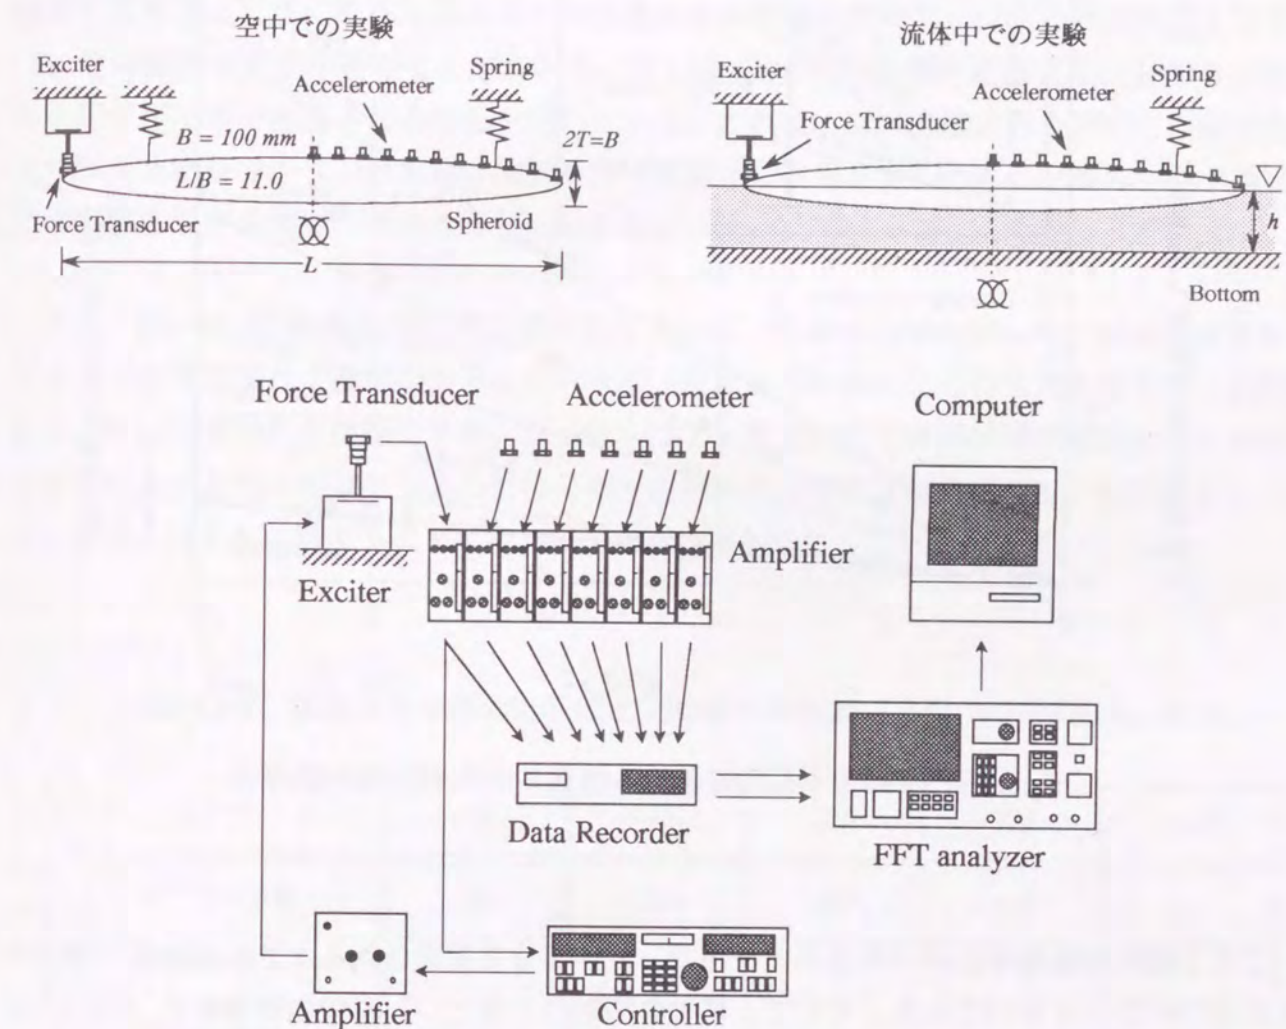 空中での実験
Exciter
Spring
Accelerometer
B = 100 mm
2T=B
L/B = 11.0
Force Transducer
Spheroid
L
流体中での実験
Exciter
Spring
Accelerometer
Force Transducer
h
Bottom
Force Transducer
Accelerometer
Computer
Amplifier
Exciter
Data Recorder
FFT analyzer
Amplifier
Controller